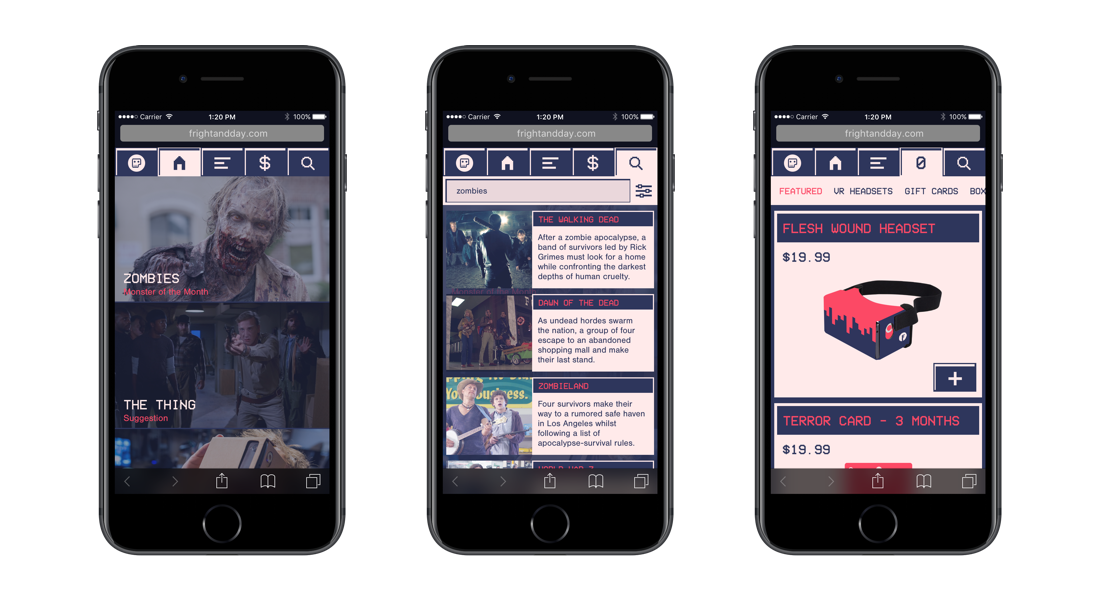 Carrier
1:20 PM
100%
frightandday.com
$
ZOMBIES
Monster of the Month
THE THING
Suggestion
Carrier
1:20 PM
100%
frightandday.com
$
zombies
THE WALKING DEAD
After a zombie apocalypse, a
band of survivors led by Rick
Grimes must look for a home
while confronting the darkest
depths of human cruelty.
DAWN OF THE DEAD
As undead hordes swarm
the nation, a group of four
escape to an abandoned
shopping mall and make
their last stand.
ZOMBIELAND
Four survivors make their
way to a rumored safe haven
in Los Angeles whilst
following a list of
apocalypse-survival rules.
Carrier
1:20 PM
100%
frightandday.com
0
FEATURED VR HEADSETS GIFT CARDS BOX
FLESH WOUND HEADSET
$19.99
+
TERROR CARD - 3 MONTHS
$19.99